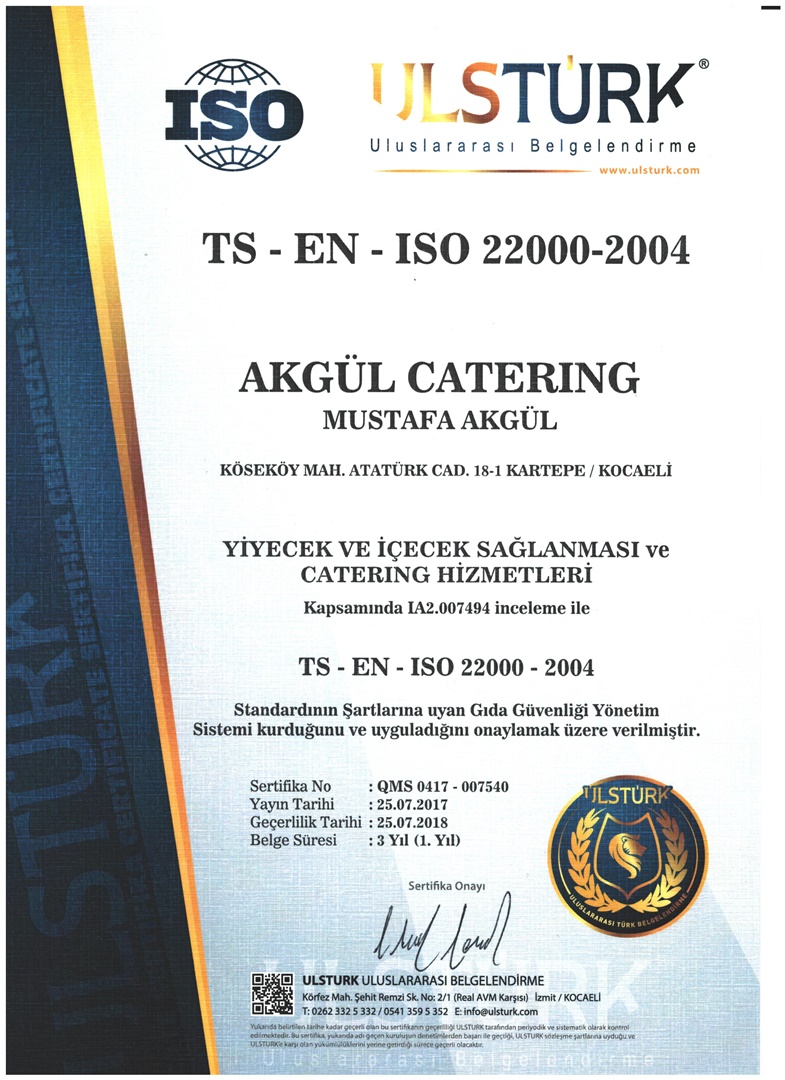 ISO
ULSTÜRK®
Uluslararası Belgelendirme
www.ulsturk.com
TS - EN - ISO 22000-2004
AKGÜL CATERING
MUSTAFA AKGÜL
KÖSEKÖY MAH. ATATÜRK CAD. 18-1 KARTEPE / KOCAELİ
YİYECEK VE İÇECEK SAĞLANMASI ve
CATERING HİZMETLERİ
Kapsamında IA2.007494 inceleme ile
TS - EN - ISO 22000 - 2004
Standardının Şartlarına uyan Gıda Güvenliği Yönetim
Sistemi kurduğunu ve uyguladığını onaylamak üzere verilmiştir.
Sertifika No : QMS 0417 - 007540
Yayın Tarihi : 25.07.2017
Geçerlilik Tarihi : 25.07.2018
Belge Süresi : 3 Yıl (1. Yıl)
ULSTÜRK
ULUSLARARASI TÜRK BELGELENDİRME
Sertifika Onayı
ULSTURK ULUSLARARASI BELGELENDİRME
Körfez Mah. Şehit Remzi Sk. No: 2/1 (Real AVM Karşısı) İzmit / KOCAELİ
T: 0262 332 5 332 / 0541 359 5 352 E: info@ulsturk.com
Yukarıda belirtilen tarihe kadar geçerli olan bu sertifikanın geçerliliği ULSTURK tarafından periyodik ve sistematik olarak kontrol
edilmektedir. Bu sertifika, yukarıda adı geçen kuruluşun denetimlerden başarı ile geçtiği, ULSTURK sözleşme şartlarına uyduğu ve
ULSTURK'e karşı olan yükümlülüklerini yerine getirdiği sürece geçerli olacaktır.